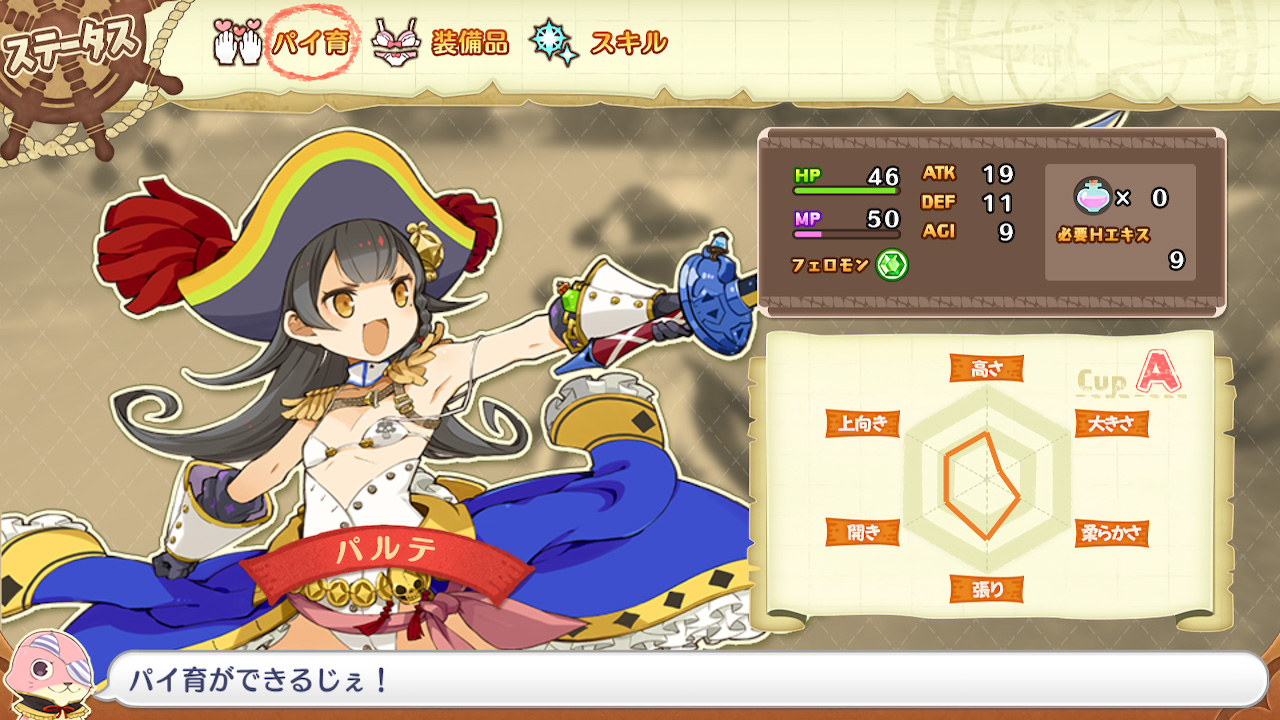 ステータス
パイ育
装備品
スキル
HP 46
MP 50
フェロモン
ATK 19
DEF 11
AGI 9
× 0
必要Hエキス
9
Cup A
高さ
上向き
大きさ
開き
柔らかさ
張り
パルテ
パイ育ができるじぇ！